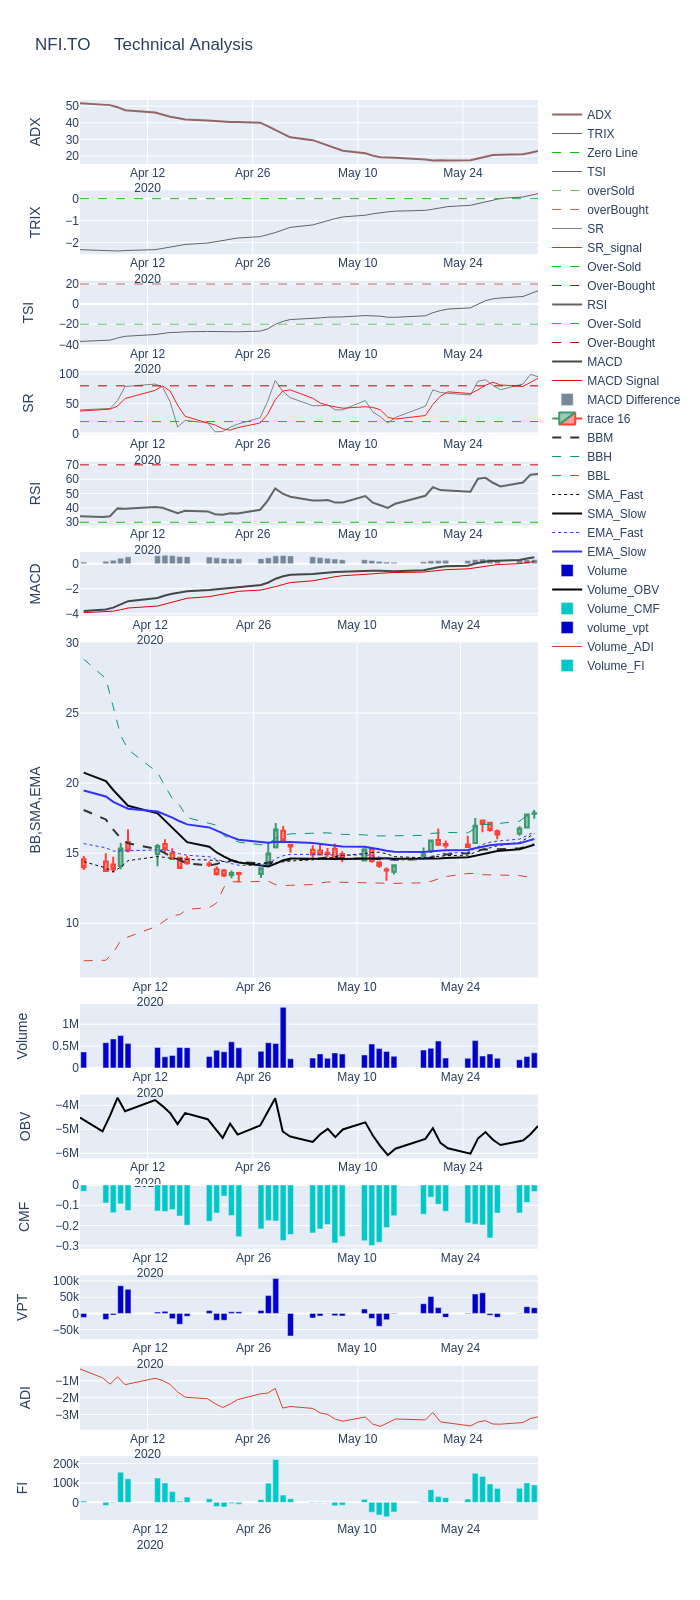 NFI.TO Technical Analysis
ADX
50
40
30
20
Apr 12
2020
Apr 26
May 10
May 24
TRIX
0
−1
−2
Apr 12
2020
Apr 26
May 10
May 24
TSI
20
0
−20
−40
Apr 12
2020
Apr 26
May 10
May 24
SR
100
50
0
Apr 12
2020
Apr 26
May 10
May 24
RSI
70
60
50
40
30
Apr 12
2020
Apr 26
May 10
May 24
MACD
0
−2
−4
Apr 12
2020
Apr 26
May 10
May 24
BB,SMA,EMA
30
25
20
15
10
Apr 12
2020
Apr 26
May 10
May 24
Volume
1M
0.5M
0
Apr 12
2020
Apr 26
May 10
May 24
OBV
−4M
−5M
−6M
Apr 12
2020
Apr 26
May 10
May 24
CMF
0
−0.1
−0.2
−0.3
Apr 12
2020
Apr 26
May 10
May 24
VPT
100k
50k
0
−50k
Apr 12
2020
Apr 26
May 10
May 24
ADI
−1M
−2M
−3M
Apr 12
2020
Apr 26
May 10
May 24
FI
200k
100k
0
Apr 12
2020
Apr 26
May 10
May 24
ADX
TRIX
Zero Line
TSI
overSold
overBought
SR
SR_signal
Over-Sold
Over-Bought
RSI
Over-Sold
Over-Bought
MACD
MACD Signal
MACD Difference
trace 16
BBM
BBH
BBL
SMA_Fast
SMA_Slow
EMA_Fast
EMA_Slow
Volume
Volume_OBV
Volume_CMF
volume_vpt
Volume_ADI
Volume_FI